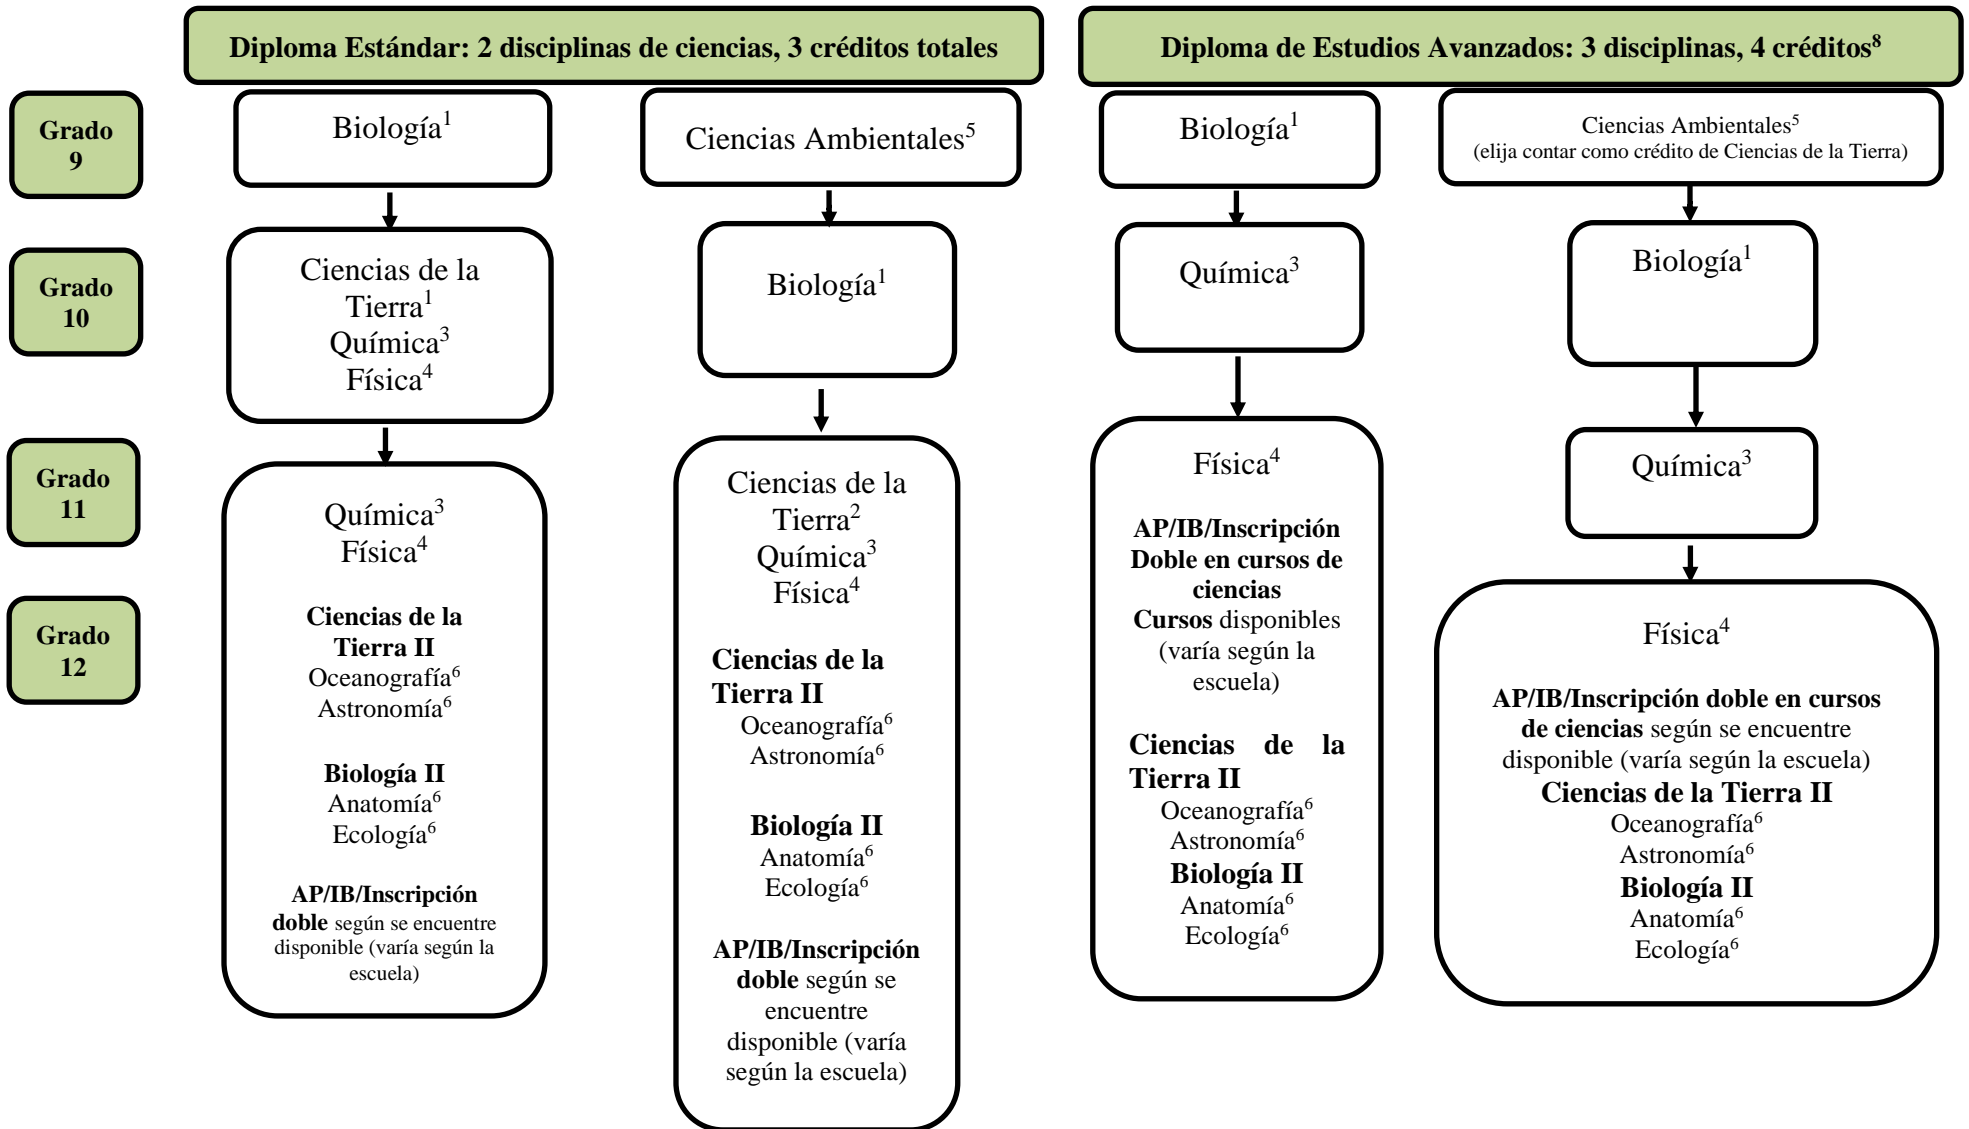 Diploma Estándar: 2 disciplinas de ciencias, 3 créditos totales
Diploma de Estudios Avanzados: 3 disciplinas, 4 créditos⁸
Grado
9
Biología¹
Ciencias Ambientales⁵
Biología¹
Ciencias Ambientales⁵
(elija contar como crédito de Ciencias de la Tierra)
Grado
10
Ciencias de la
Tierra¹
Química³
Física⁴
Biología¹
Química³
Biología¹
Grado
11
Grado
12
Química³
Física⁴
Ciencias de la
Tierra II
Oceanografía⁶
Astronomía⁶
Biología II
Anatomía⁶
Ecología⁶
AP/IB/Inscripción
doble según se encuentre
disponible (varía según la
escuela)
Ciencias de la
Tierra²
Química³
Física⁴
Ciencias de la
Tierra II
Oceanografía⁶
Astronomía⁶
Biología II
Anatomía⁶
Ecología⁶
AP/IB/Inscripción
doble según se
encuentre
disponible (varía
según la escuela)
Física⁴
AP/IB/Inscripción
Doble en cursos de
ciencias
Cursos disponibles
(varía según la
escuela)
Ciencias de la
Tierra II
Oceanografía⁶
Astronomía⁶
Biología II
Anatomía⁶
Ecología⁶
Química³
Física⁴
AP/IB/Inscripción doble en cursos
de ciencias según se encuentre
disponible (varía según la escuela)
Ciencias de la Tierra II
Oceanografía⁶
Astronomía⁶
Biología II
Anatomía⁶
Ecología⁶